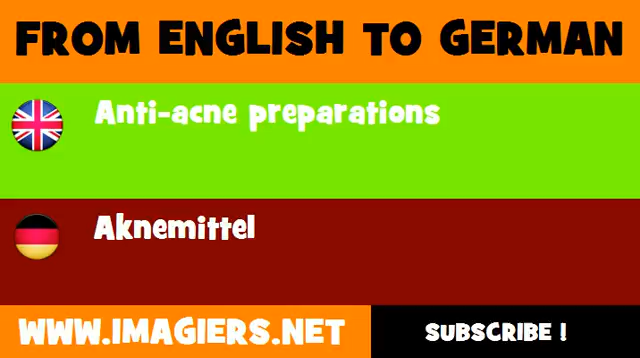 FROM ENGLISH TO GERMAN
Anti-acne preparations
Aknemittel
WWW.IMAGIERS.NET
SUBSCRIBE !